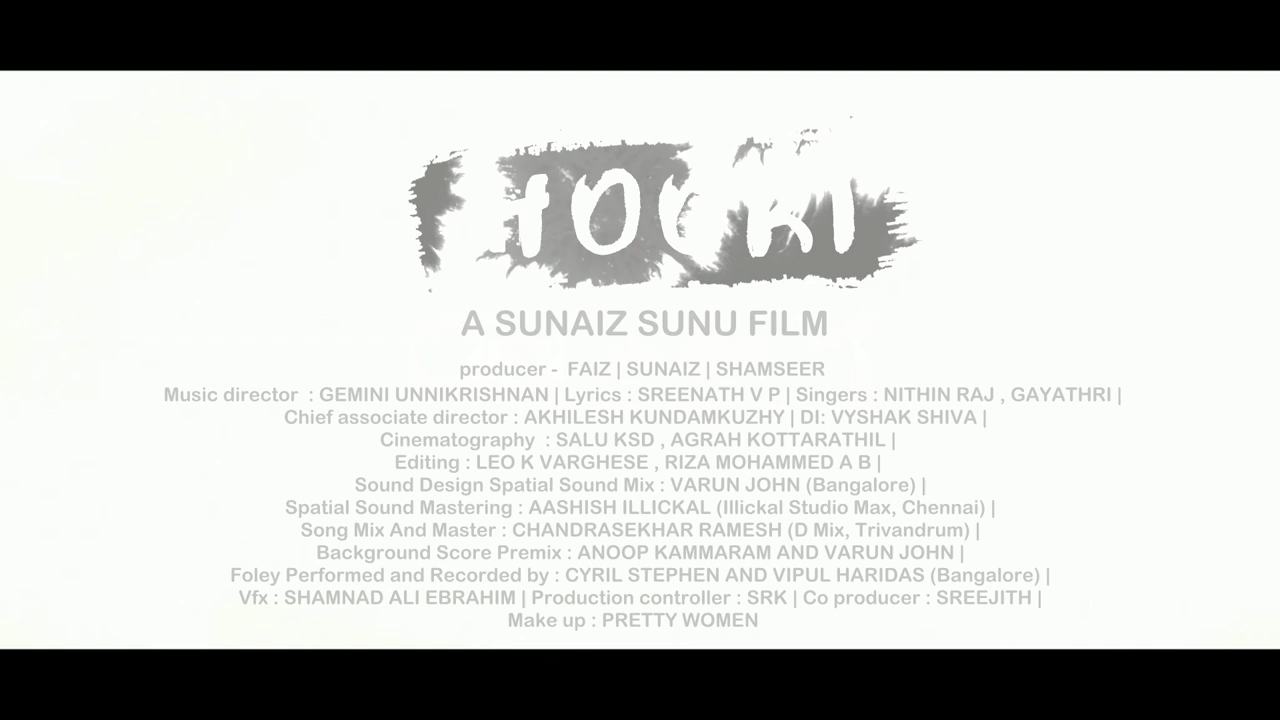 A SUNAIZ SUNU FILM
producer - FAIZ | SUNAIZ | SHAMSEER
Music director : GEMINI UNNIKRISHNAN | Lyrics : SREENATH V P | Singers : NITHIN RAJ , GAYATHRI |
Chief associate director : AKHILESH KUNDAMKUZHY | DI: VYSHAK SHIVA |
Cinematography : SALU KSD , AGRAH KOTTARATHIL |
Editing : LEO K VARGHESE , RIZA MOHAMMED A B |
Sound Design Spatial Sound Mix : VARUN JOHN (Bangalore) |
Spatial Sound Mastering : AASHISH ILLICKAL (Illickal Studio Max, Chennai) |
Song Mix And Master : CHANDRASEKHAR RAMESH (D Mix, Trivandrum) |
Background Score Premix : ANOOP KAMMARAM AND VARUN JOHN |
Foley Performed and Recorded by : CYRIL STEPHEN AND VIPUL HARIDAS (Bangalore) |
Vfx : SHAMNAD ALI EBRAHIM | Production controller : SRK | Co producer : SREEJITH |
Make up : PRETTY WOMEN